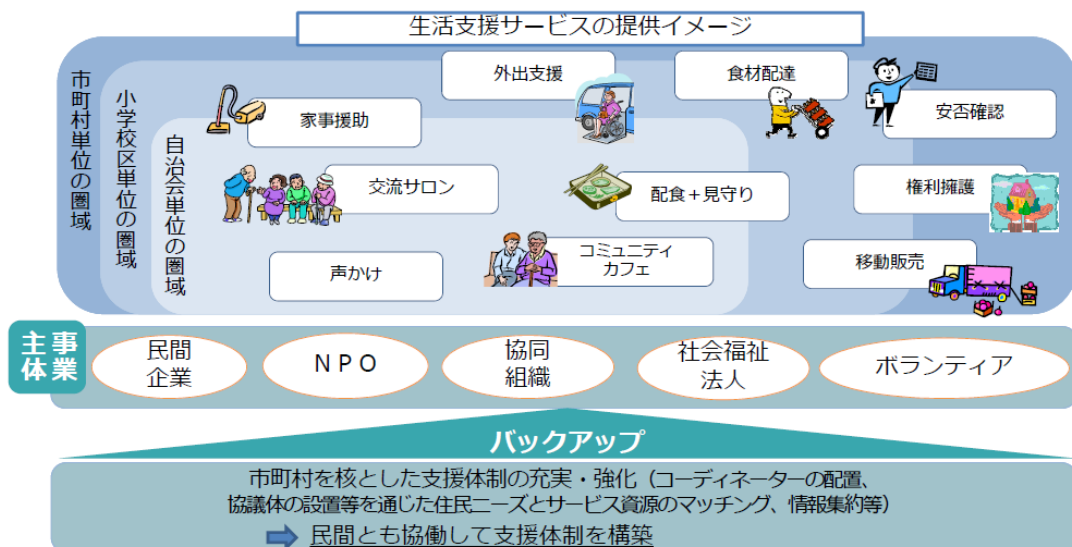 生活支援サービスの提供イメージ
市町村単位の圏域
小学校区単位の圏域
自治会単位の圏域
外出支援
食材配達
家事援助
安否確認
交流サロン
配食+見守り
権利擁護
声かけ
コミュニティ
カフェ
移動販売
事業
主体
民間
企業
NPO
協同
組織
社会福祉
法人
ボランティア
バックアップ
市町村を核とした支援体制の充実・強化(コーディネーターの配置、
協議体の設置等を通じた住民ニーズとサービス資源のマッチング、情報集約等)
民間とも協働して支援体制を構築